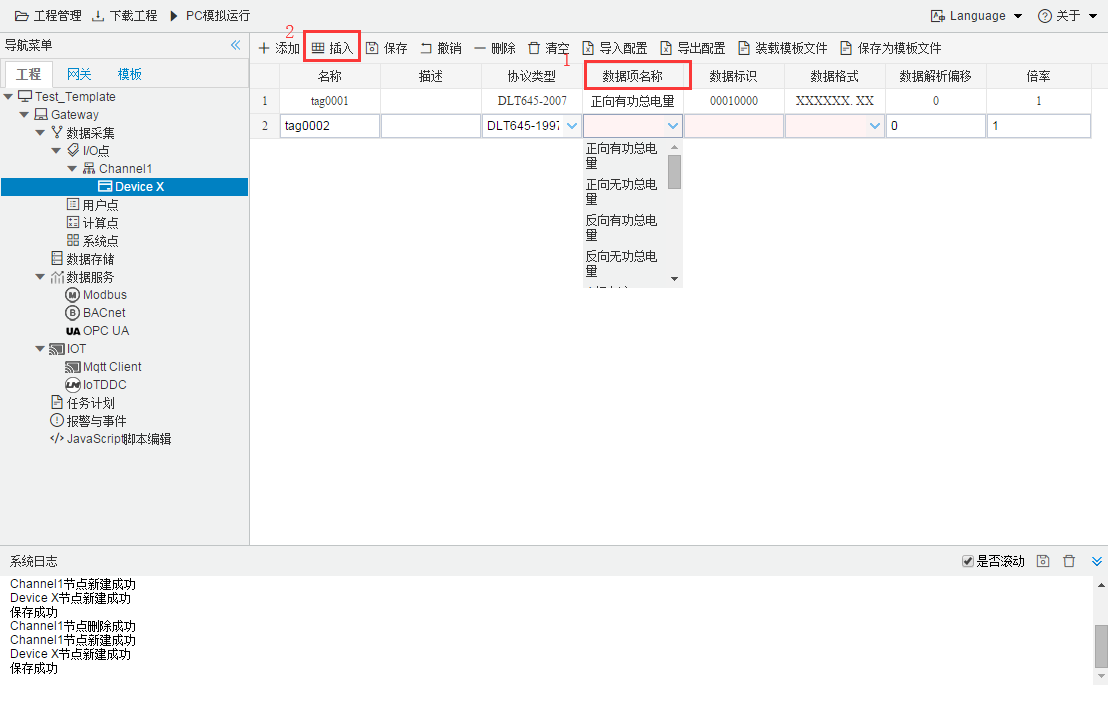 工程管理 下载工程 PC模拟运行 Language 关于
导航菜单
2
添加 插入 保存 撤销 删除 清空 导入配置 导出配置 装载模板文件 保存为模板文件
1
工程 网关 模板
名称 描述 协议类型 数据项名称 数据标识 数据格式 数据解析偏移 倍率
1 tag0001 DLT645-2007 正向有功总电量 00010000 XXXXXX. XX 0 1
2 tag0002 DLT645-1997 0 1
正向有功总电
量
正向无功总电
量
反向有功总电
量
反向无功总电
量
Test_Template
Gateway
数据采集
I/O点
Channel1
Device X
用户点
计算点
系统点
数据存储
数据服务
Modbus
BACnet
UA OPC UA
IOT
Mqtt Client
IoTDDC
任务计划
报警与事件
JavaScript脚本编辑
系统日志 是否滚动
Channel1节点新建成功
Device X节点新建成功
保存成功
Channel1节点删除成功
Channel1节点新建成功
Device X节点新建成功
保存成功